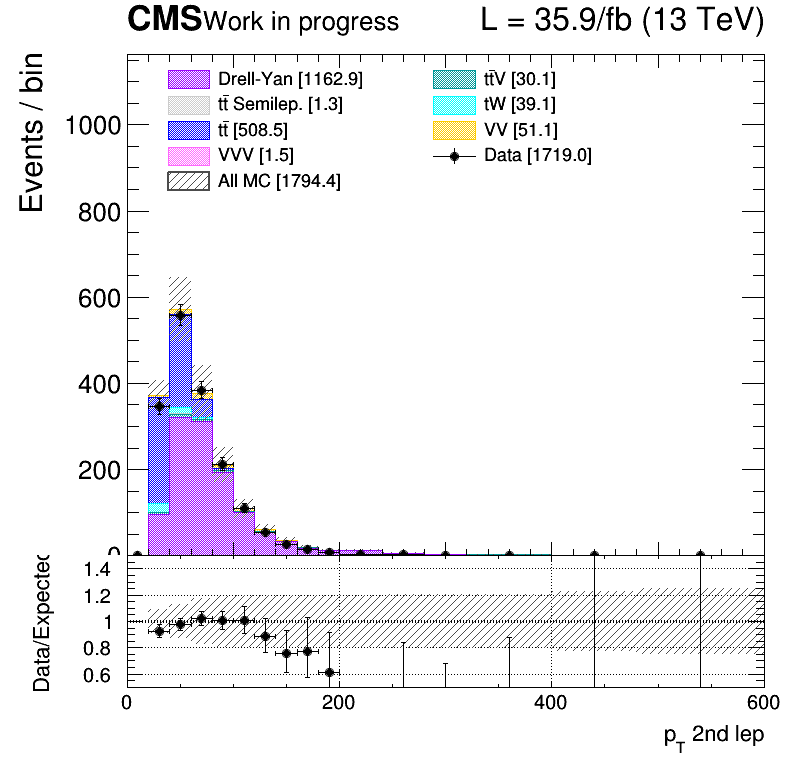 CMS Work in progress L = 35.9/fb (13 TeV)
Events / bin
Drell-Yan [1162.9]
tt̄ Semilep. [1.3]
tt̄ [508.5]
VVV [1.5]
All MC [1794.4]
tt̄V [30.1]
tW [39.1]
VV [51.1]
Data [1719.0]
1000
800
600
400
200
0
Data/Expected
1.4
1.2
1
0.8
0.6
0 200 400 600
p_T 2nd lep